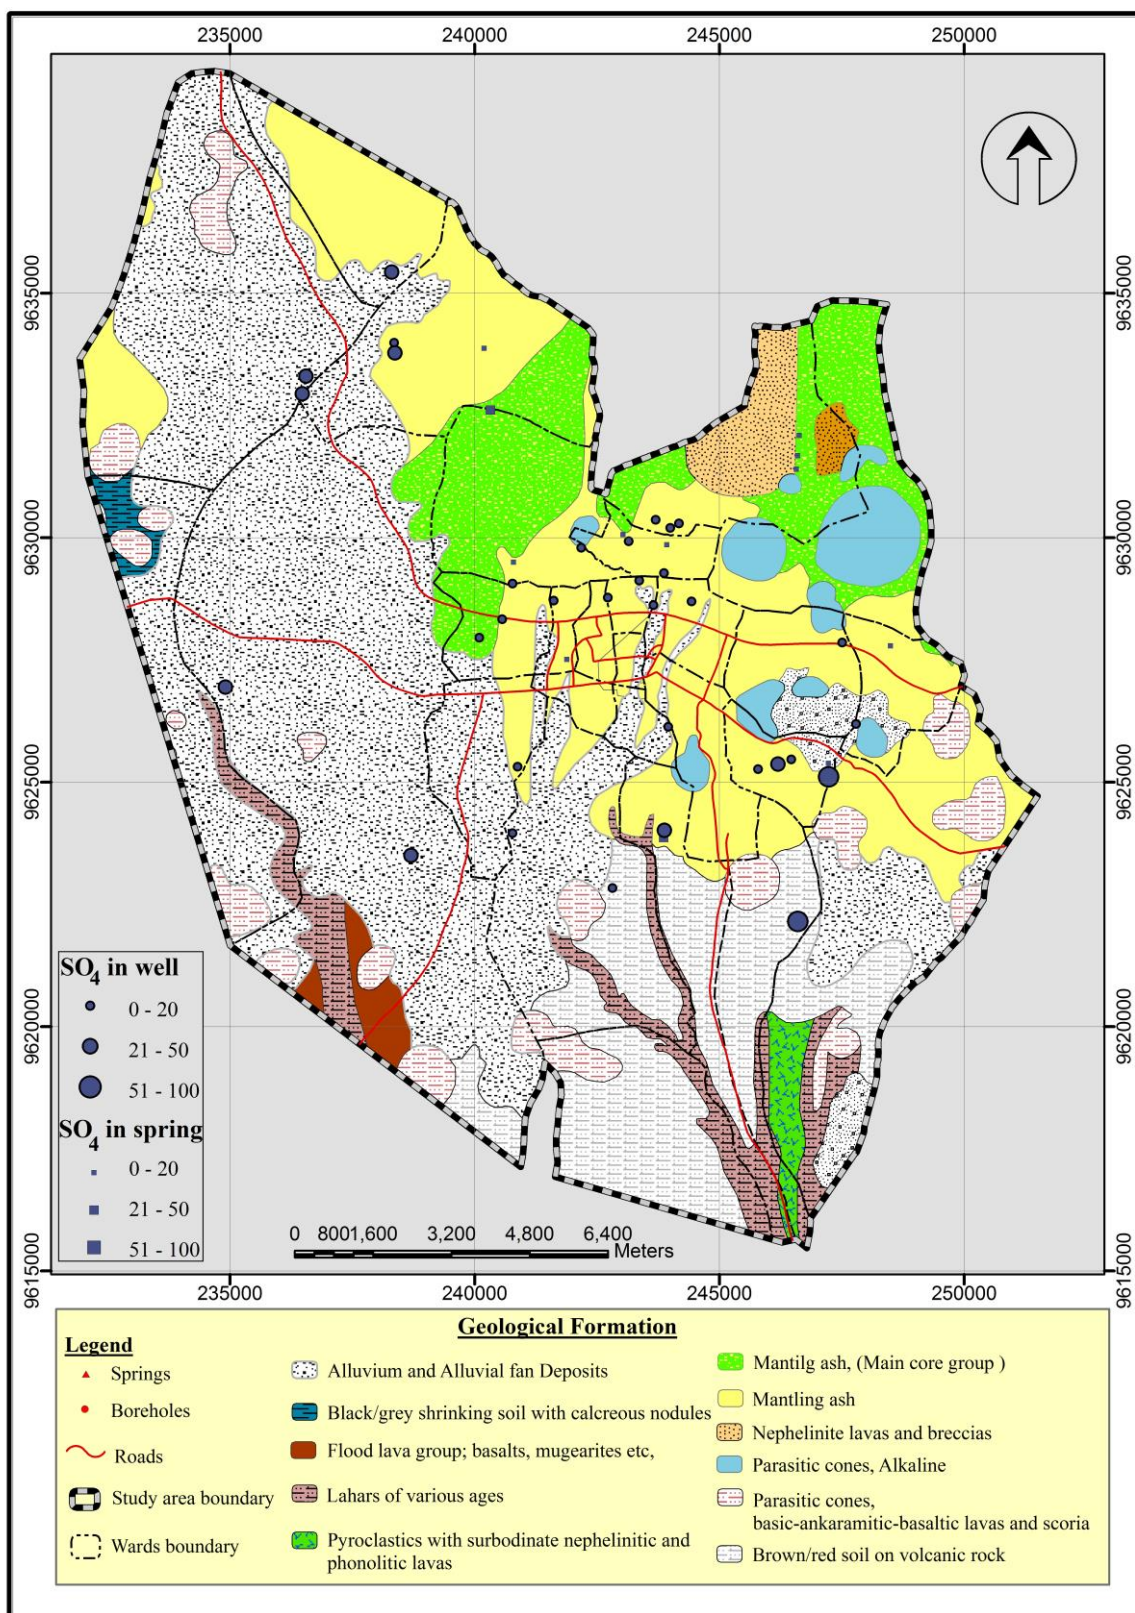 235000 240000 245000 250000
9635000 9635000
9630000 9630000
9625000 9625000
9620000 9620000
9615000 9615000
SO4 in well
0 - 20
21 - 50
51 - 100
SO4 in spring
0 - 20
21 - 50
51 - 100
0 800 1,600 3,200 4,800 6,400
Meters
235000 240000 245000 250000
Geological Formation
Legend
Springs
Boreholes
Roads
Study area boundary
Wards boundary
Alluvium and Alluvial fan Deposits
Black/grey shrinking soil with calcreous nodules
Flood lava group; basalts, mugearites etc,
Lahars of various ages
Pyroclastics with surbodinate nephelinitic and
phonolitic lavas
Mantilg ash, (Main core group )
Mantling ash
Nephelinite lavas and breccias
Parasitic cones, Alkaline
Parasitic cones,
basic-ankaramitic-basaltic lavas and scoria
Brown/red soil on volcanic rock